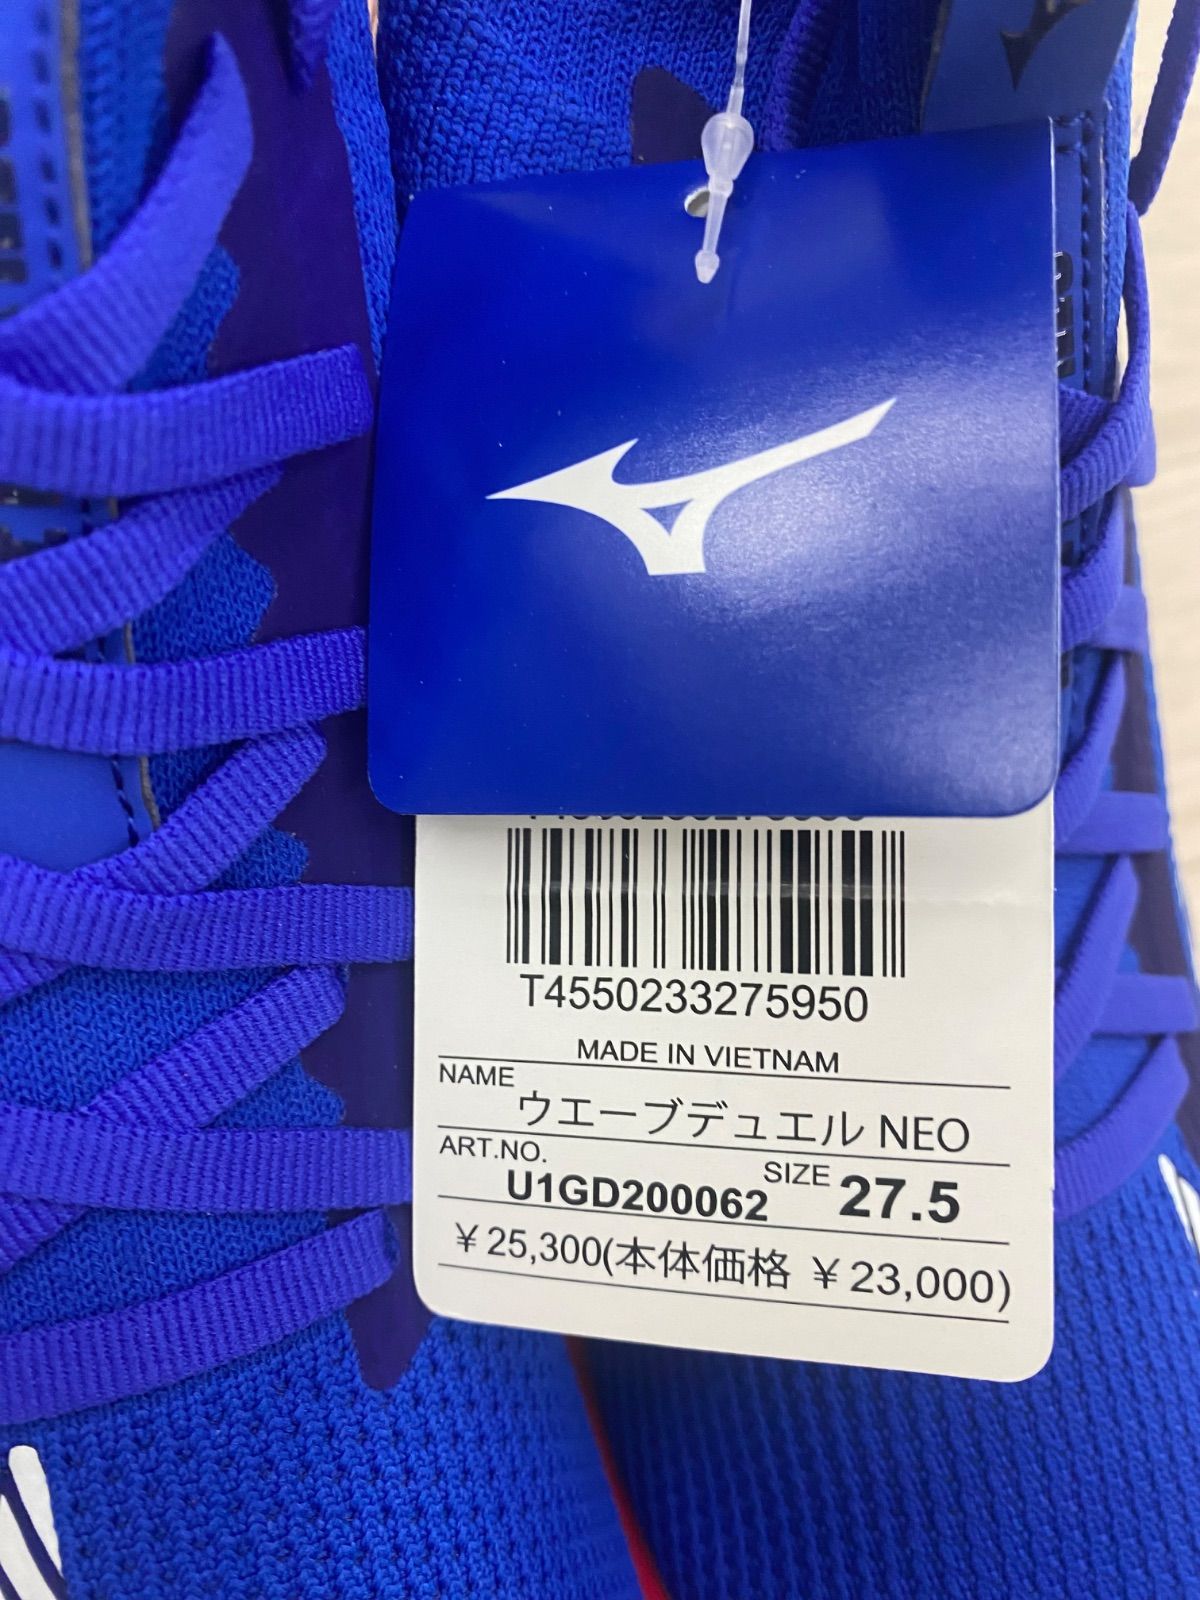 T4550233275950
MADE IN VIETNAM
NAME
ウエーブデュエル NEO
ART.NO.
U1GD200062
SIZE 27.5
￥25,300(本体価格 ￥23,000)